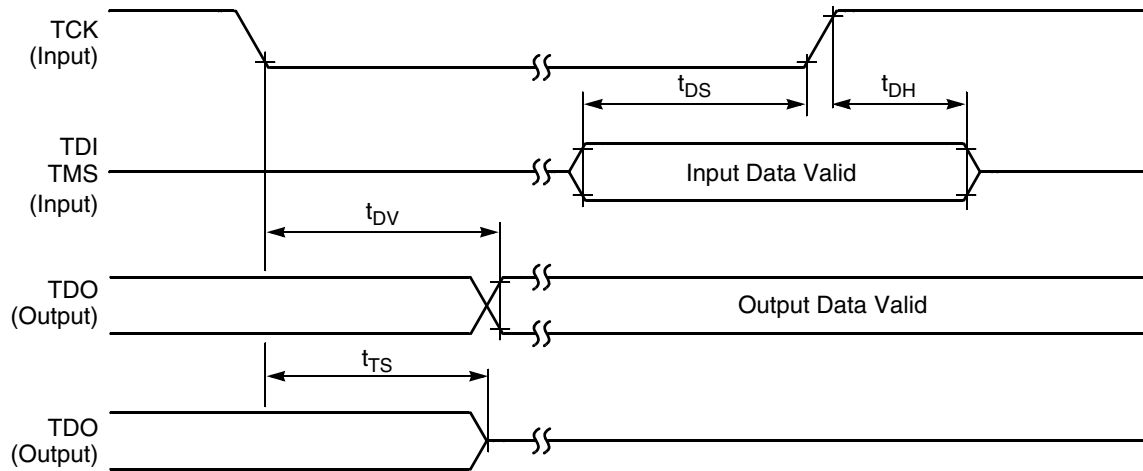 TCK
(Input)
tDS
tDH
TDI
TMS
(Input)
Input Data Valid
tDV
TDO
(Output)
Output Data Valid
tTS
TDO
(Output)